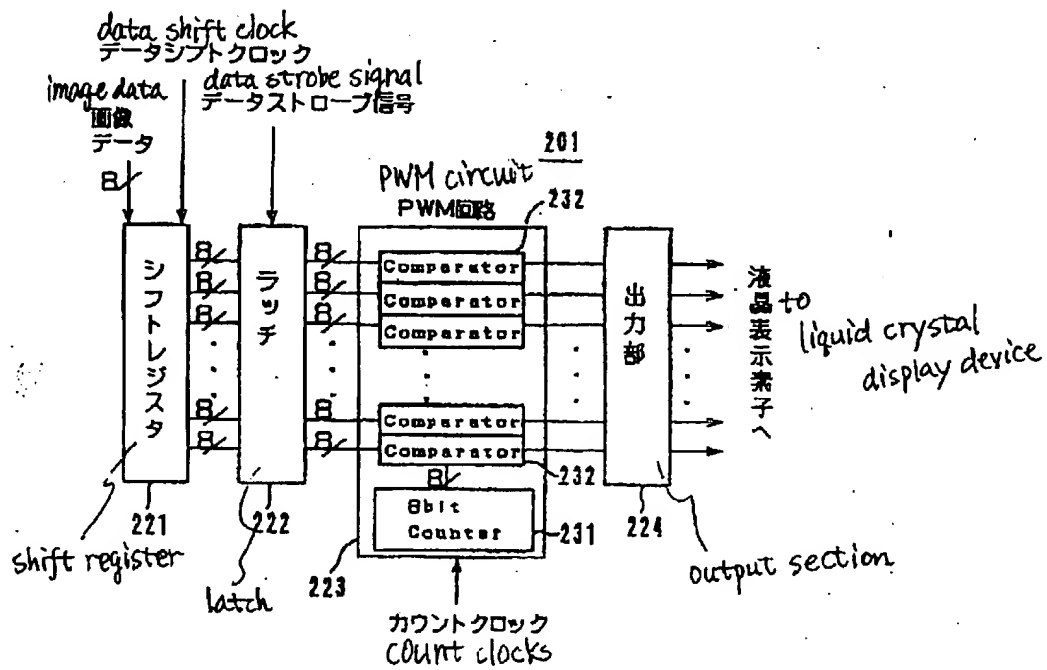 data shift clock
データシフトクロック
data strobe signal
データストローブ信号
image data
画像
データ
8
201
PWM circuit
PWM回路
232
シフトレジスタ
8
8
8
8
8
ラッチ
8
8
8
8
8
Comparator
Comparator
Comparator
Comparator
Comparator
8
8bit
Counter
出力部
液晶表示素子へ
to
liquid crystal
display device
221
222
223
232
231
224
shift register
latch
output section
カウントクロック
count clocks